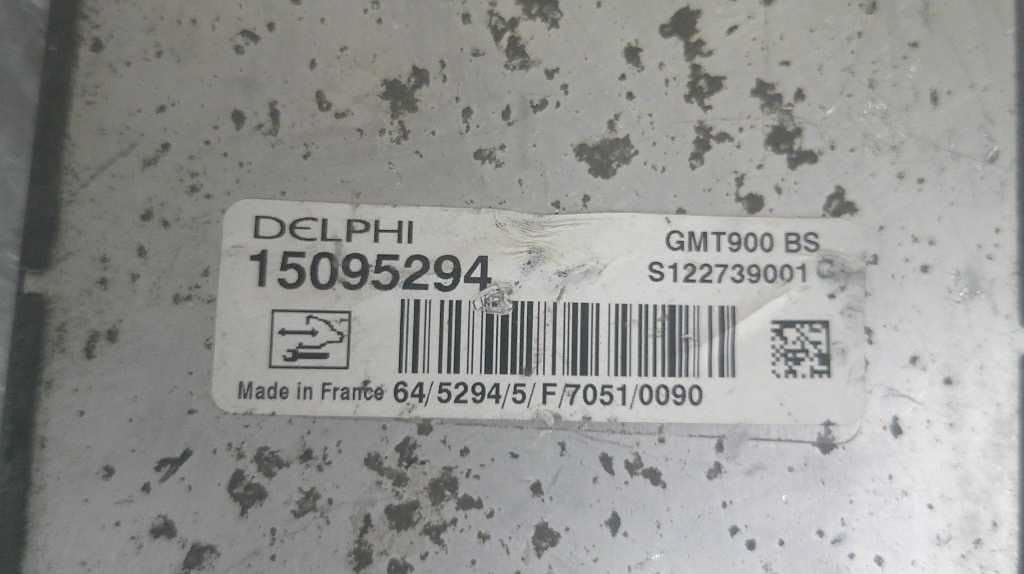 DELPHI
15095294
GMT900 BS
S122739001 C
Made in France 64/5294/5/F/7051/0090